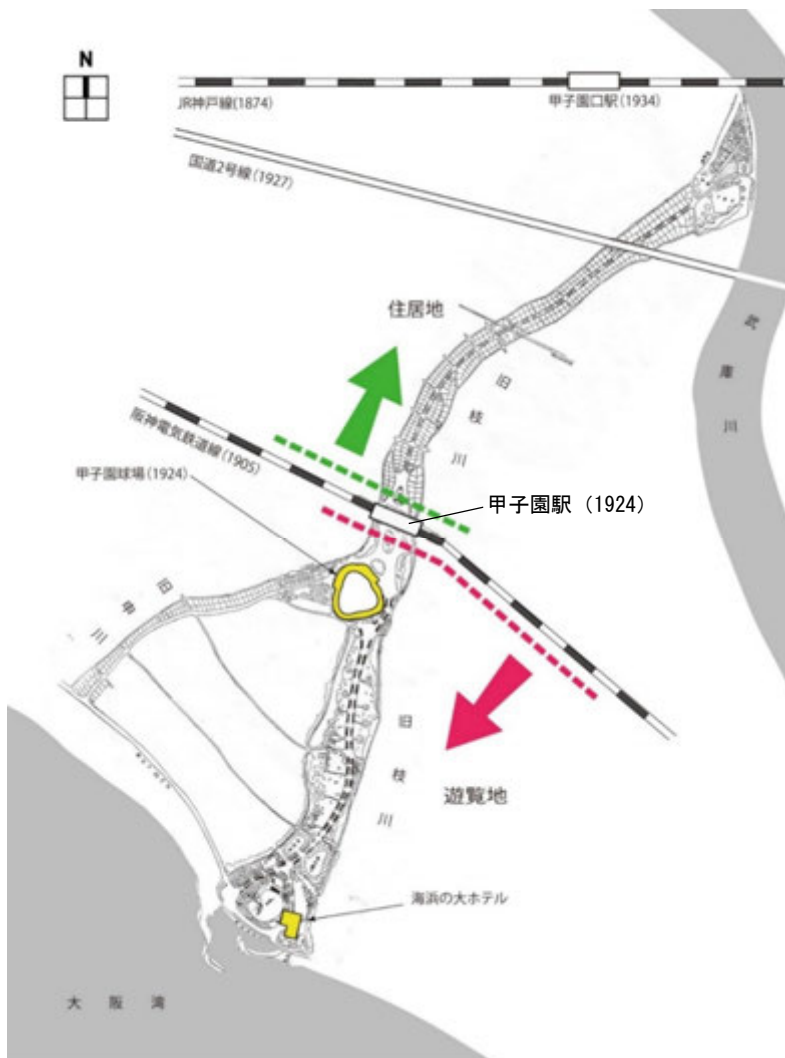 N
JR神戸線(1874)
甲子園口駅(1934)
国道2号線(1927)
住居地
武庫川
旧枝川
阪神電気鉄道線(1905)
甲子園球場(1924)
甲子園駅 (1924)
旧申川
旧枝川
遊覧地
海浜の大ホテル
大阪湾